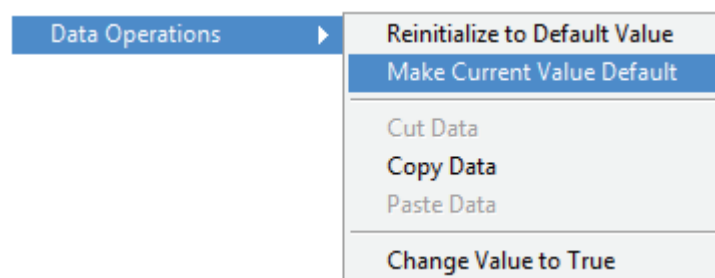 Data Operations
Reinitialize to Default Value
Make Current Value Default
Cut Data
Copy Data
Paste Data
Change Value to True